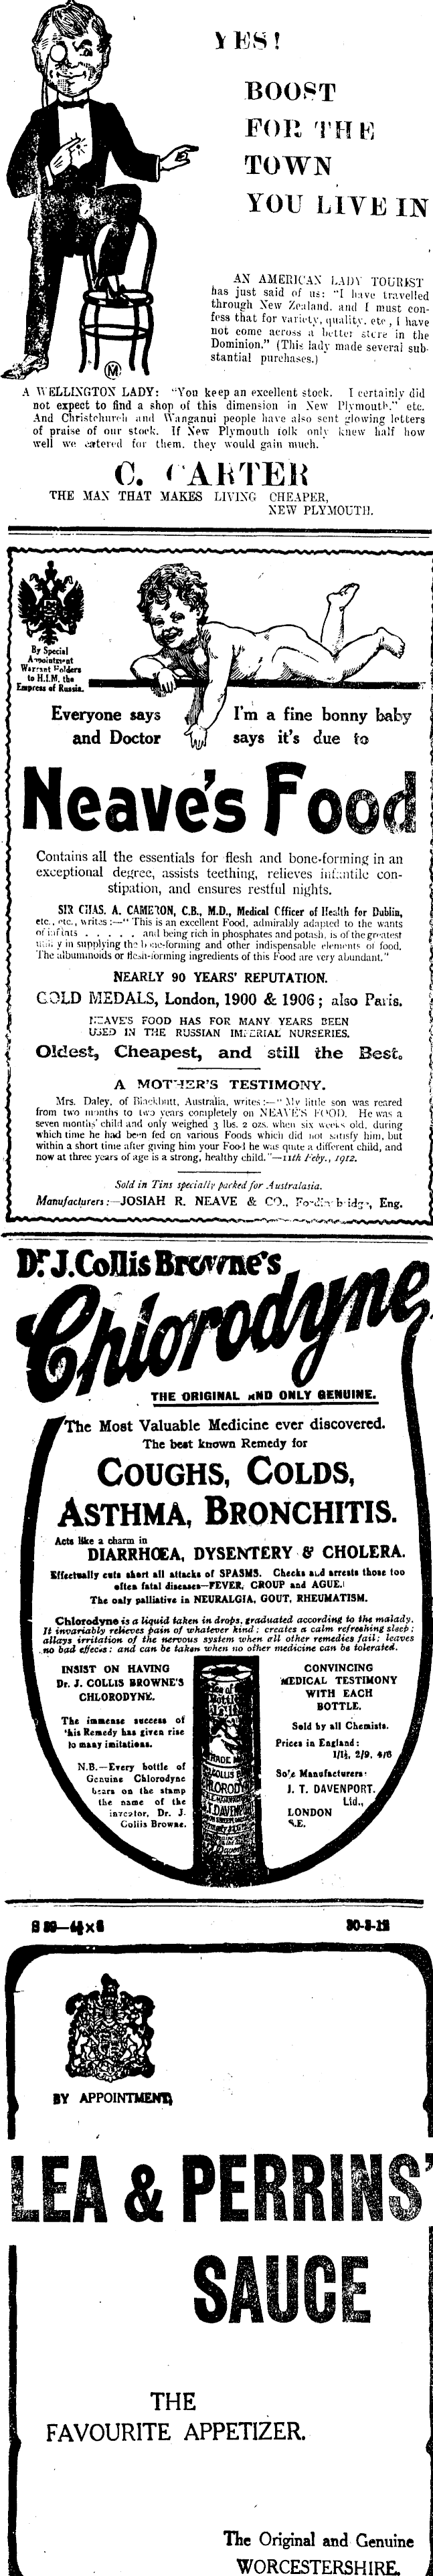 YES!
BOOST
FOR THE
TOWN
YOU LIVE IN
AN AMERICAN LADY TOURIST
has just said of us: "I have travelled
through New Zealand, and I must con-
fess that for variety, quality, etc, I have
not come across a better store in the
Dominion." (This lady made several sub-
stantial purchases.)
M
A WELLINGTON LADY: "You keep an excellent stock. I certainly did
not expect to find a shop of this dimension in New Plymouth." etc.
And Christchurch and Wanganui people have also sent glowing letters
of praise of our stock. If New Plymouth folk only knew half how
well we catered for them, they would gain much.
C. CARTER
THE MAN THAT MAKES LIVING CHEAPER,
NEW PLYMOUTH.
By Special
Appointment
Warrant Holders
to H.I.M. the
Empress of Russia.
Everyone says I'm a fine bonny baby
and Doctor says it's due to
Neave's Food
Contains all the essentials for flesh and bone-forming in an
exceptional degree, assists teething, relieves infantile con-
stipation, and ensures restful nights.
SIR CHAS. A. CAMERON, C.B., M.D., Medical Officer of Health for Dublin,
etc., etc., writes:—"This is an excellent Food, admirably adapted to the wants
of infants . . . . . and being rich in phosphates and potash, is of the greatest
utility in supplying the bone-forming and other indispensable elements of food.
The albuminoids or flesh-forming ingredients of this Food are very abundant."
NEARLY 90 YEARS' REPUTATION.
GOLD MEDALS, London, 1900 & 1906; also Paris.
NEAVE'S FOOD HAS FOR MANY YEARS BEEN
USED IN THE RUSSIAN IMPERIAL NURSERIES.
Oldest, Cheapest, and still the Best.
A MOTHER'S TESTIMONY.
Mrs. Daley, of Blackbutt, Australia, writes:—"My little son was reared
from two months to two years completely on NEAVE'S FOOD. He was a
seven months' child and only weighed 3 lbs. 2 ozs. when six weeks old, during
which time he had been fed on various Foods which did not satisfy him, but
within a short time after giving him your Food he was quite a different child, and
now at three years of age is a strong, healthy child."—11th Feby., 1912.
Sold in Tins specially packed for Australasia.
Manufacturers:—JOSIAH R. NEAVE & CO., Fordingbridge, Eng.
Dr. J. Collis Browne's
Chlorodyne
THE ORIGINAL AND ONLY GENUINE.
The Most Valuable Medicine ever discovered.
The best known Remedy for
COUGHS, COLDS,
ASTHMA, BRONCHITIS.
Acts like a charm in
DIARRHŒA, DYSENTERY & CHOLERA.
Effectually cuts short all attacks of SPASMS. Checks and arrests those too
often fatal diseases—FEVER, CROUP and AGUE.
The only palliative in NEURALGIA, GOUT, RHEUMATISM.
Chlorodyne is a liquid taken in drops, graduated according to the malady.
It invariably relieves pain of whatever kind; creates a calm refreshing sleep;
allays irritation of the nervous system when all other remedies fail; leaves
no bad effects; and can be taken when no other medicine can be tolerated.
INSIST ON HAVING
Dr. J. COLLIS BROWNE'S
CHLORODYNE.
The immense success of
this Remedy has given rise
to many imitations.
N.B.—Every bottle of
Genuine Chlorodyne
bears on the stamp
the name of the
inventor, Dr. J.
Collis Browne.
CONVINCING
MEDICAL TESTIMONY
WITH EACH
BOTTLE.
Sold by all Chemists.
Prices in England:
1/1½, 2/9, 4/6
Sole Manufacturers:
J. T. DAVENPORT,
Ltd.,
LONDON
S.E.
BY APPOINTMENT,
LEA & PERRINS'
SAUCE
THE
FAVOURITE APPETIZER.
The Original and Genuine
WORCESTERSHIRE.